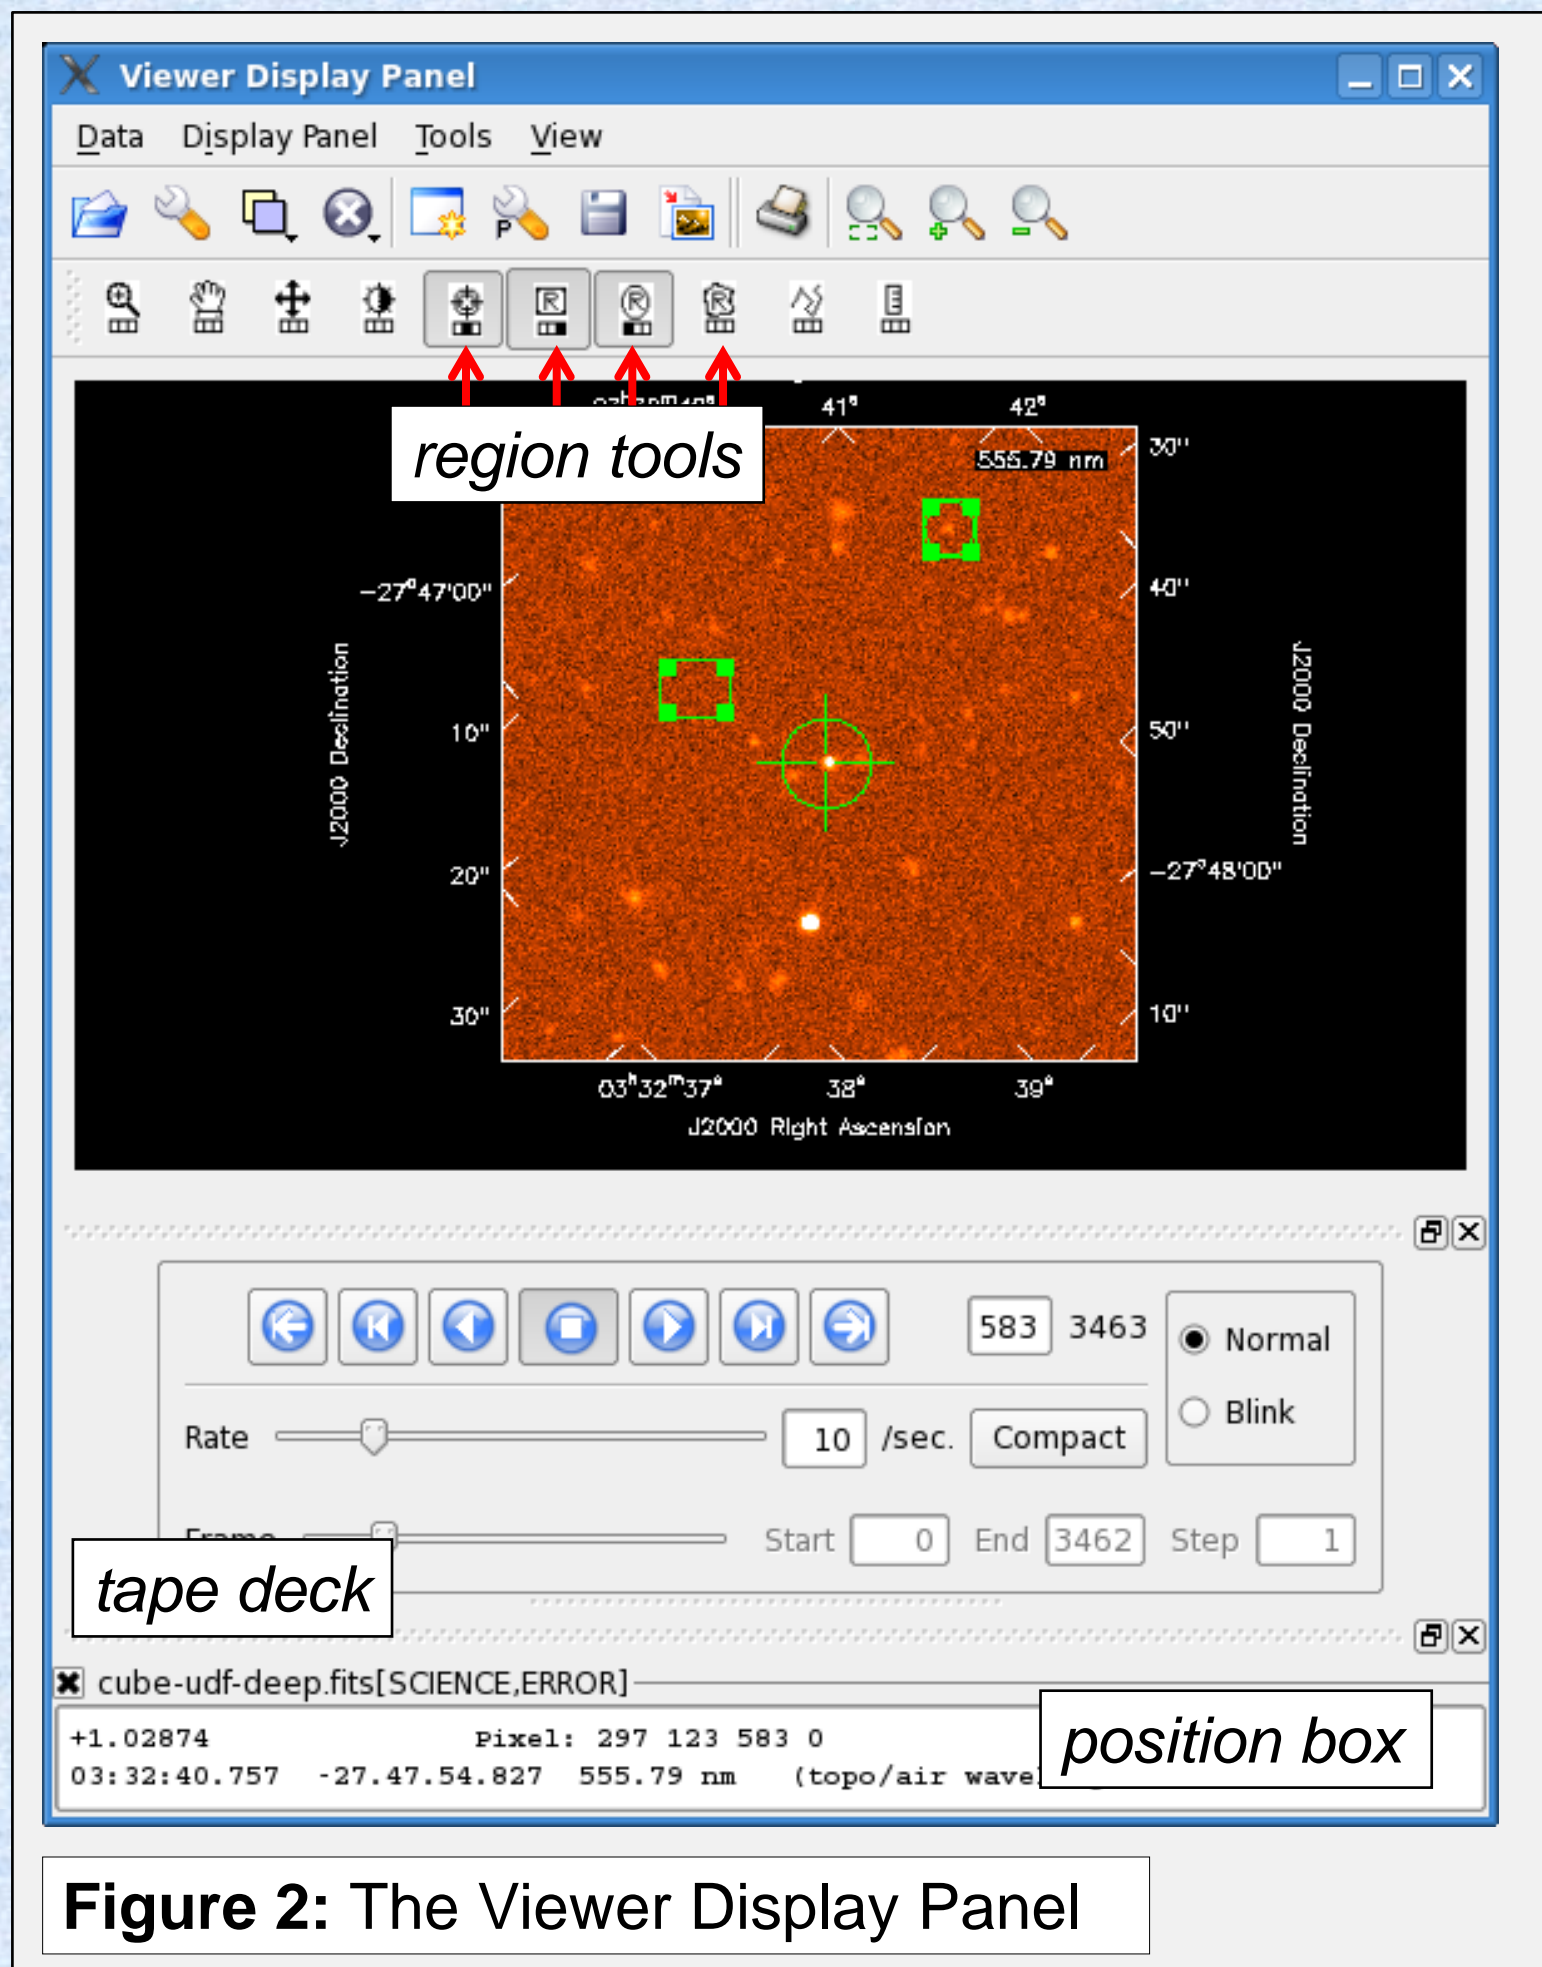 Viewer Display Panel
Data Display Panel Tools View
P
R R R
region tools
41ˢ 42ˢ
555.79 nm
30"
-27°47'00" 40"
J2000 Declination
J2000 Declination
10" 50"
20" -27°48'00"
30" 10"
03ʰ32ᵐ37ˢ 38ˢ 39ˢ
J2000 Right Ascension
583 3463
Normal
Blink
Rate 10 /sec. Compact
Frame Start 0 End 3462 Step 1
tape deck
cube-udf-deep.fits[SCIENCE,ERROR]
+1.02874 Pixel: 297 123 583 0
03:32:40.757 -27.47.54.827 555.79 nm (topo/air wave
position box
Figure 2: The Viewer Display Panel